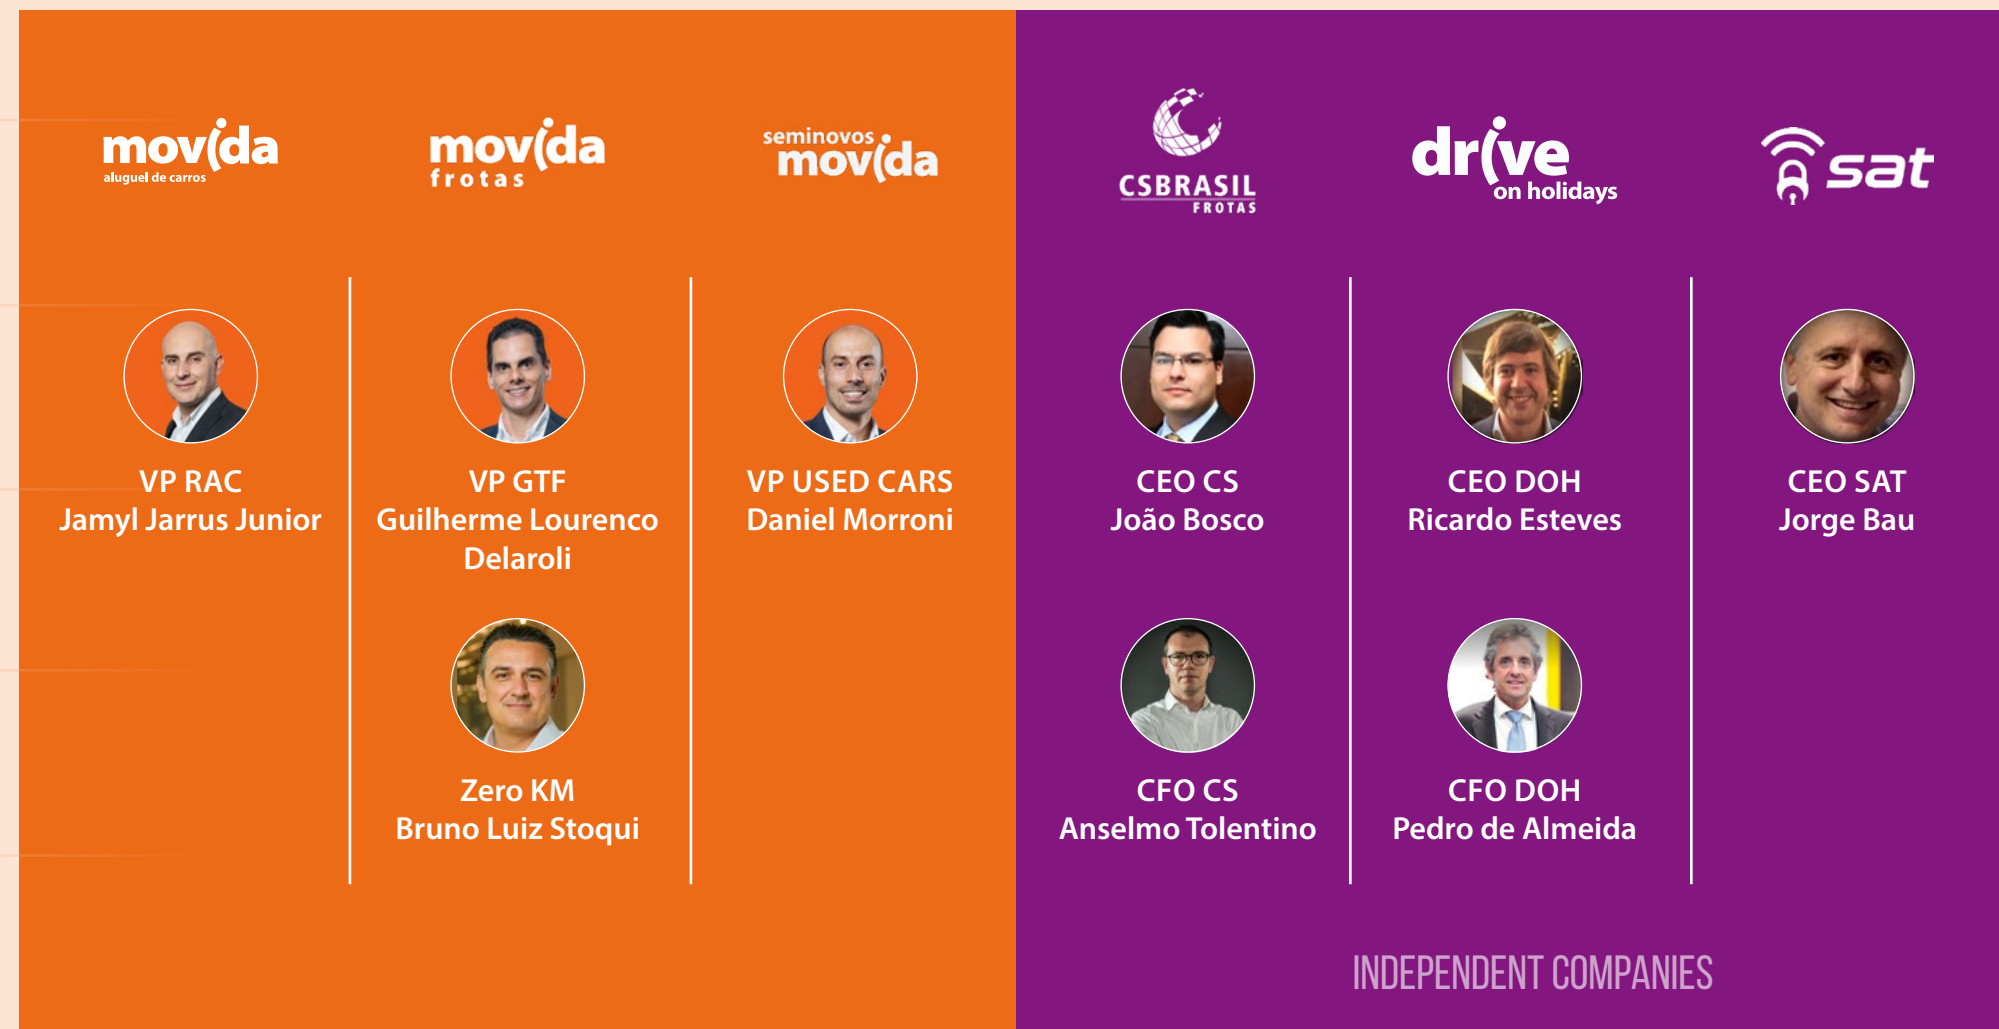 movida
aluguel de carros
movida
frotas
seminovos
movida
CSBRASIL
FROTAS
drive
on holidays
sat
VP RAC
Jamyl Jarrus Junior
VP GTF
Guilherme Lourenco
Delaroli
VP USED CARS
Daniel Morroni
CEO CS
João Bosco
CEO DOH
Ricardo Esteves
CEO SAT
Jorge Bau
Zero KM
Bruno Luiz Stoqui
CFO CS
Anselmo Tolentino
CFO DOH
Pedro de Almeida
INDEPENDENT COMPANIES